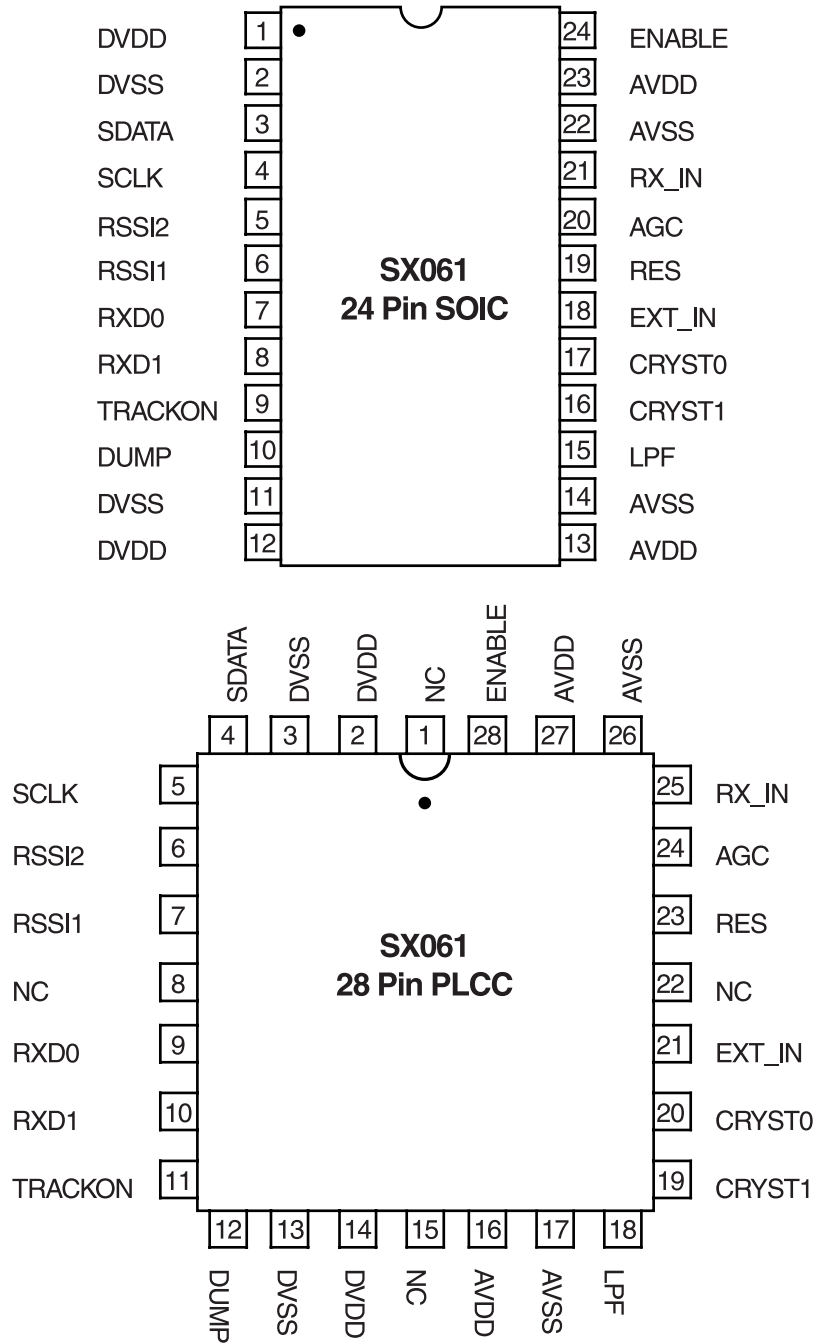 DVDD 1 24 ENABLE
DVSS 2 23 AVDD
SDATA 3 22 AVSS
SCLK 4 21 RX_IN
RSSI2 5 20 AGC
RSSI1 6 19 RES
SX061
24 Pin SOIC
RXD0 7 18 EXT_IN
RXD1 8 17 CRYST0
TRACKON 9 16 CRYST1
DUMP 10 15 LPF
DVSS 11 14 AVSS
DVDD 12 13 AVDD
SDATA DVSS DVDD NC ENABLE AVDD AVSS
4 3 2 1 28 27 26
SCLK 5 25 RX_IN
RSSI2 6 24 AGC
RSSI1 7 23 RES
SX061
28 Pin PLCC
NC 8 22 NC
RXD0 9 21 EXT_IN
RXD1 10 20 CRYST0
TRACKON 11 19 CRYST1
12 13 14 15 16 17 18
DUMP DVSS DVDD NC AVDD AVSS LPF